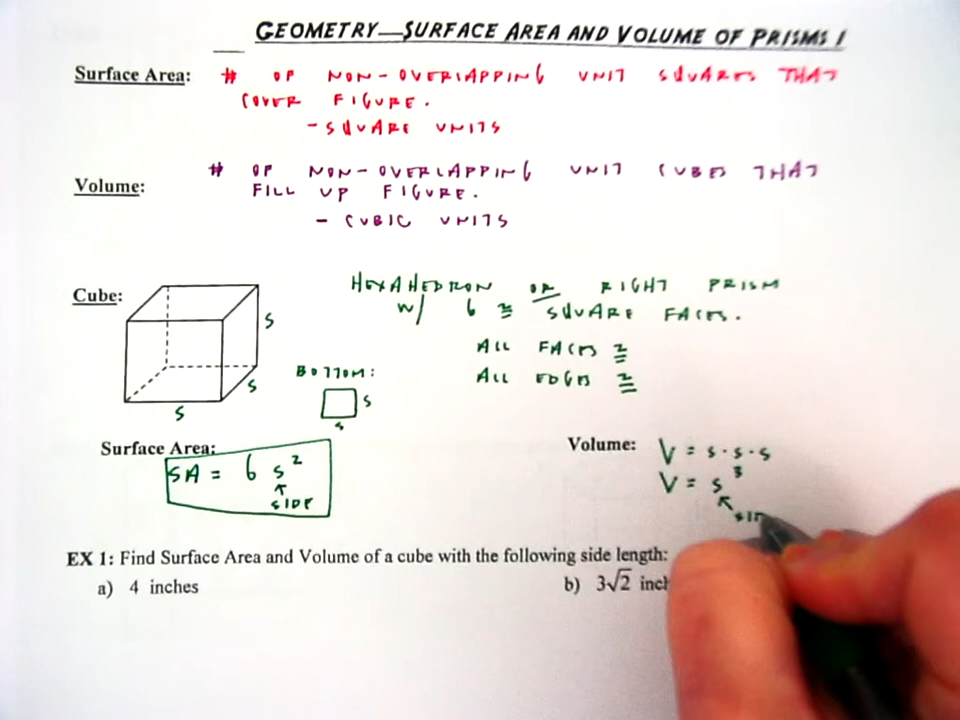 GEOMETRY—SURFACE AREA AND VOLUME OF PRISMS I
Surface Area: # OF NON-OVERLAPPING UNIT SQUARES THAT
COVER FIGURE.
- SQUARE UNITS
Volume: # OF NON-OVERLAPPING UNIT CUBES THAT
FILL UP FIGURE.
- CUBIC UNITS
Cube: HEXAHEDRON OR RIGHT PRISM
W/ 6 ≅ SQUARE FACES.
ALL FACES ≅
ALL EDGES ≅
s
s
s
BOTTOM:
s
s
Surface Area:
SA = 6 s²
SIDE
Volume: V = s·s·s
V = s³
EX 1: Find Surface Area and Volume of a cube with the following side length:
a) 4 inches b) 3√2